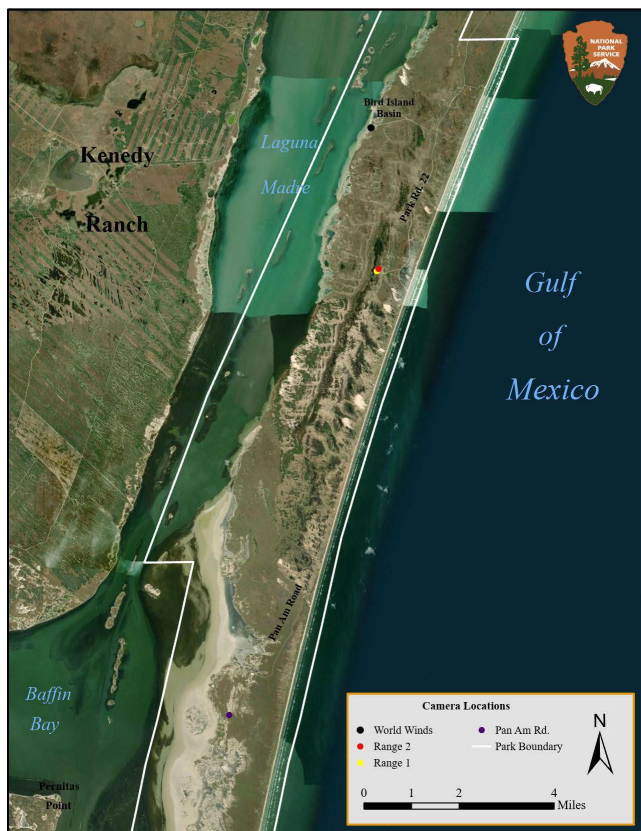 NATIONAL
PARK
SERVICE
Bird Island
Basin
Laguna
Madre
Kenedy
Ranch
Park Rd. 22
Gulf
of
Mexico
Pan Am Road
Baffin
Bay
Pernitas
Point
Camera Locations
World Winds
Pan Am Rd.
Range 2
Park Boundary
Range 1
N
0 1 2 4
Miles